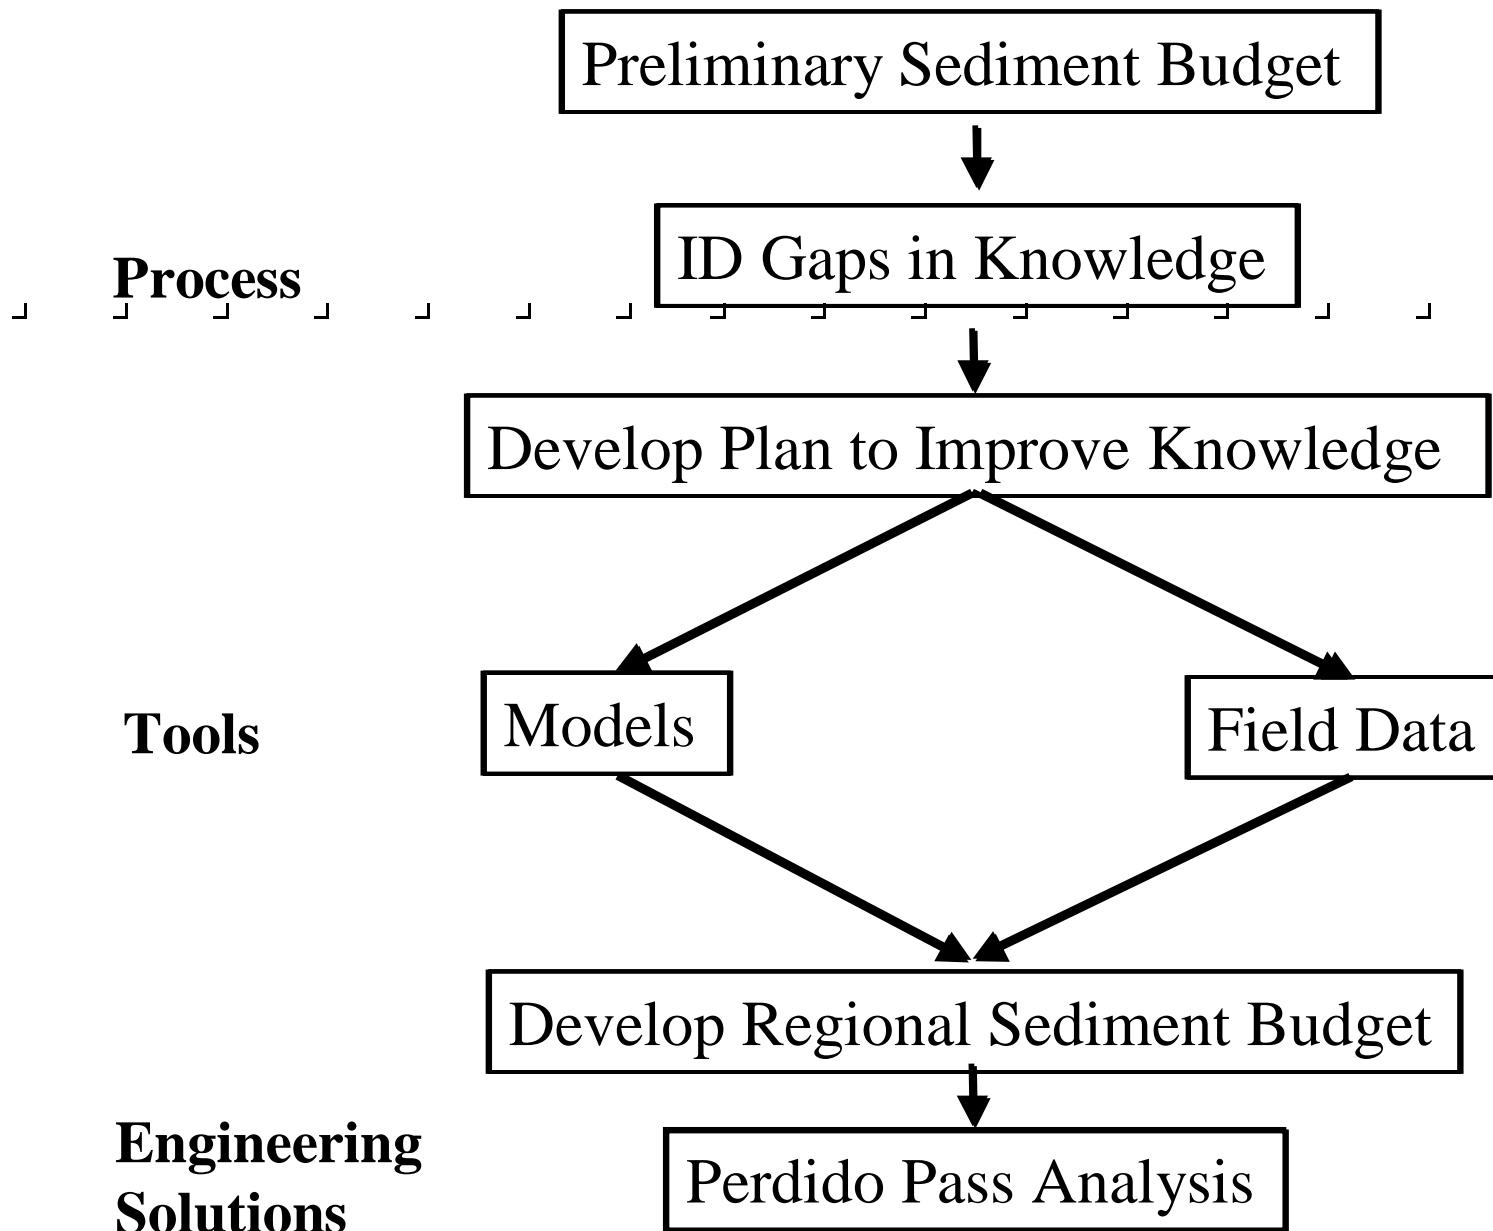 Preliminary Sediment Budget
ID Gaps in Knowledge
Process
Develop Plan to Improve Knowledge
Models
Field Data
Tools
Develop Regional Sediment Budget
Engineering
Solutions
Perdido Pass Analysis